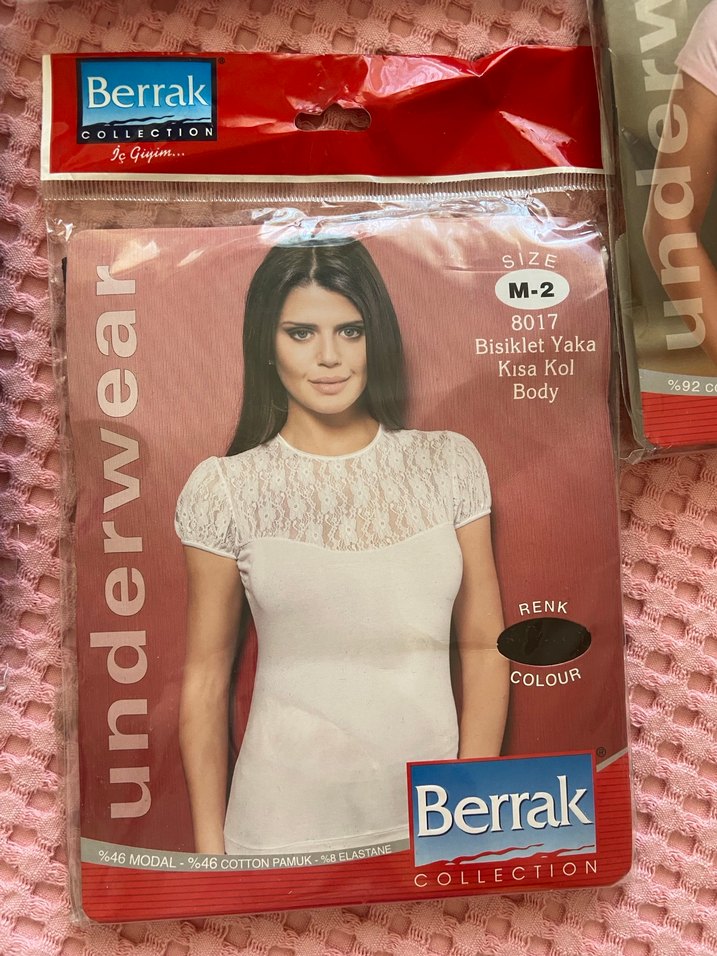 Berrak
COLLECTION
İç Giyim...
underwear
SIZE
M-2
8017
Bisiklet Yaka
Kısa Kol
Body
RENK
COLOUR
Berrak
COLLECTION
%46 MODAL - %46 COTTON PAMUK - %8 ELASTANE
underw
%92 CO